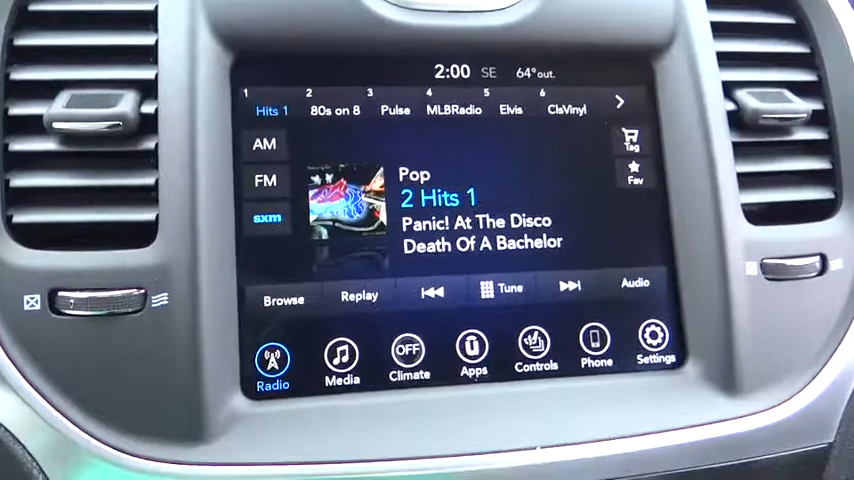 2:00 SE 64°out.
1 2 3 4 5 6
Hits 1 80s on 8 Pulse MLBRadio Elvis ClsVinyl
AM
FM
sxm
Pop
2 Hits 1
Panic! At The Disco
Death Of A Bachelor
Tag
Fav
Browse Replay Tune Audio
OFF
Radio Media Climate Apps Controls Phone Settings